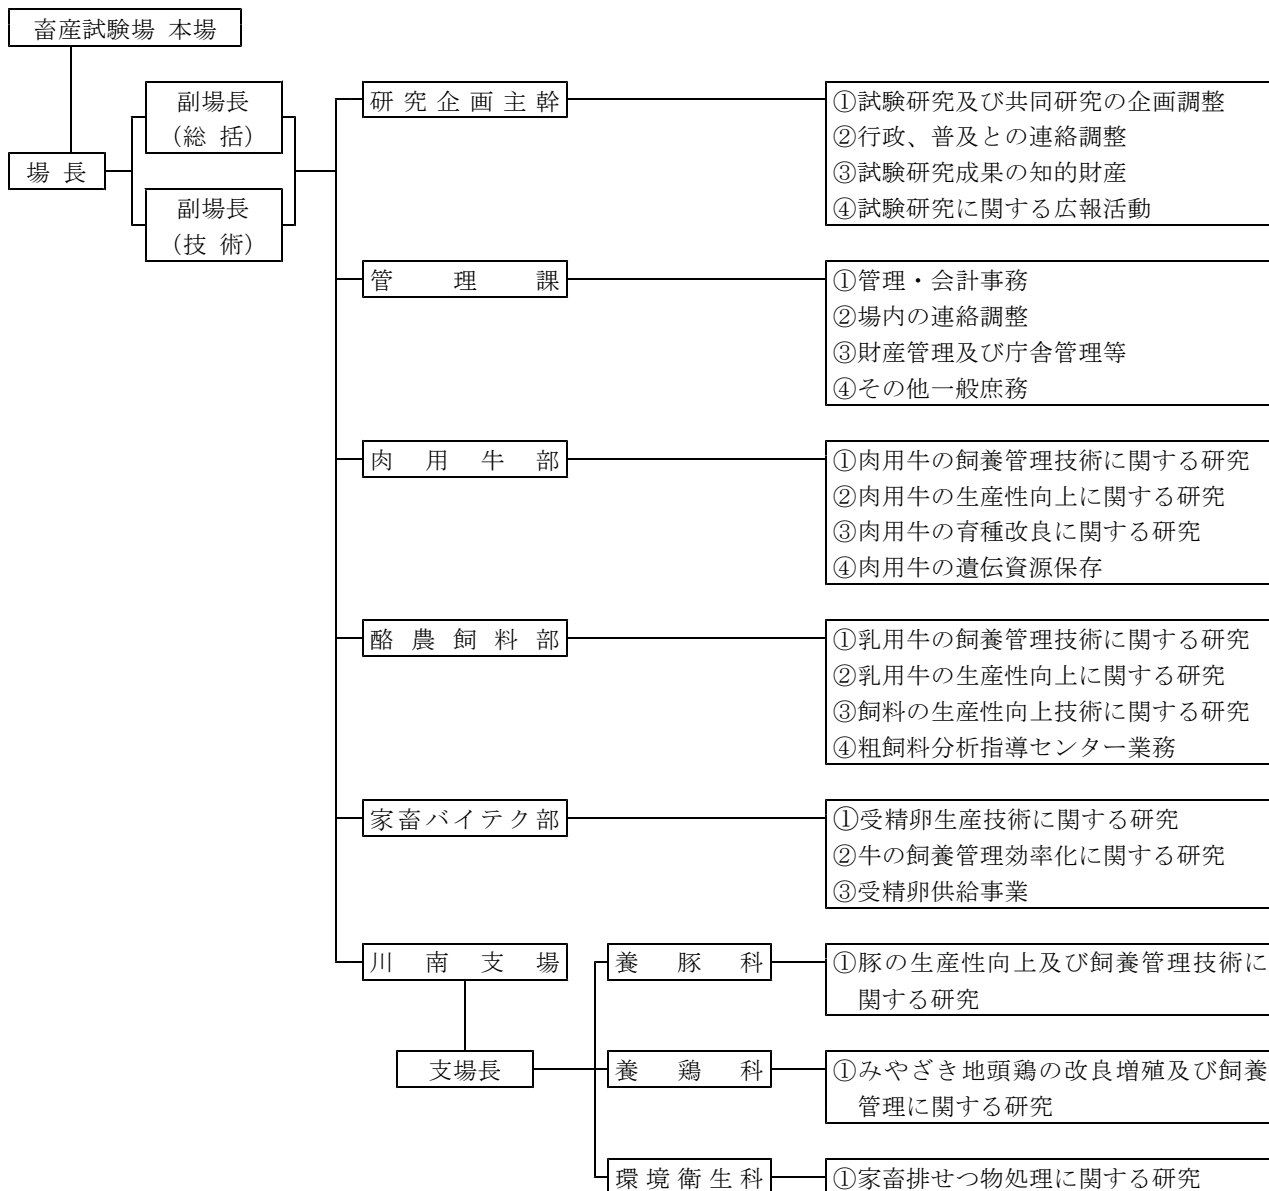 畜産試験場 本場
副場長
（総 括）
場 長
副場長
（技 術）
研究企画主幹
①試験研究及び共同研究の企画調整
②行政、普及との連絡調整
③試験研究成果の知的財産
④試験研究に関する広報活動
管理課
①管理・会計事務
②場内の連絡調整
③財産管理及び庁舎管理等
④その他一般庶務
肉用牛部
①肉用牛の飼養管理技術に関する研究
②肉用牛の生産性向上に関する研究
③肉用牛の育種改良に関する研究
④肉用牛の遺伝資源保存
酪農飼料部
①乳用牛の飼養管理技術に関する研究
②乳用牛の生産性向上に関する研究
③飼料の生産性向上技術に関する研究
④粗飼料分析指導センター業務
家畜バイテク部
①受精卵生産技術に関する研究
②牛の飼養管理効率化に関する研究
③受精卵供給事業
川南支場
支場長
養豚科
①豚の生産性向上及び飼養管理技術に
関する研究
養鶏科
①みやざき地頭鶏の改良増殖及び飼養
管理に関する研究
環境衛生科
①家畜排せつ物処理に関する研究